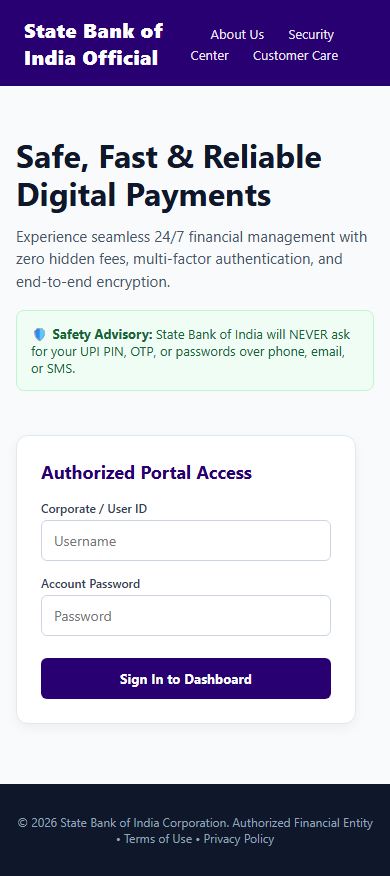 State Bank of
India Official
About Us Security
Center Customer Care
Safe, Fast & Reliable
Digital Payments
Experience seamless 24/7 financial management with
zero hidden fees, multi-factor authentication, and
end-to-end encryption.
Safety Advisory: State Bank of India will NEVER ask
for your UPI PIN, OTP, or passwords over phone, email,
or SMS.
Authorized Portal Access
Corporate / User ID
Username
Account Password
Password
Sign In to Dashboard
© 2026 State Bank of India Corporation. Authorized Financial Entity
• Terms of Use • Privacy Policy